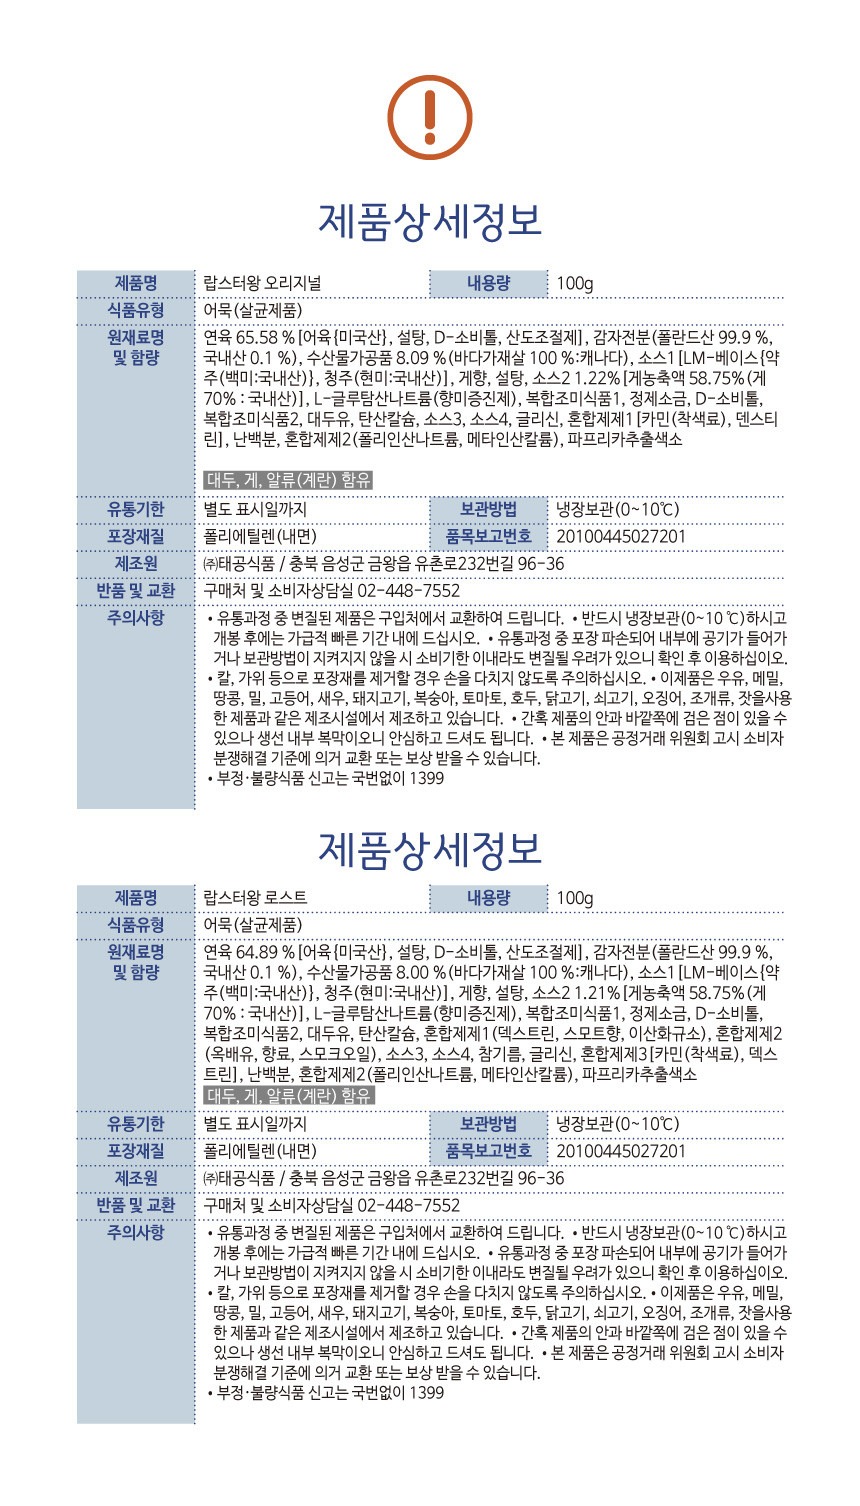 제품상세정보
제품명 랍스터왕 오리지널 내용량 100g
식품유형 어묵(살균제품)
원재료명 및 함량 연육 65.58 %[어육{미국산}, 설탕, D-소비톨, 산도조절제], 감자전분(폴란드산 99.9 %,
국내산 0.1 %), 수산물가공품 8.09 %(바다가재살 100 %:캐나다), 소스1[LM-베이스{약
주(백미:국내산)}, 청주(현미:국내산)], 게향, 설탕, 소스2 1.22%[게농축액 58.75%(게
70% : 국내산)], L-글루탐산나트륨(향미증진제), 복합조미식품1, 정제소금, D-소비톨,
복합조미식품2, 대두유, 탄산칼슘, 소스3, 소스4, 글리신, 혼합제제1[카민(착색료), 덴스티
린], 난백분, 혼합제제2(폴리인산나트륨, 메타인산칼륨), 파프리카추출색소
대두, 게, 알류(계란) 함유
유통기한 별도 표시일까지 보관방법 냉장보관(0~10℃)
포장재질 폴리에틸렌(내면) 품목보고번호 20100445027201
제조원 ㈜태공식품 / 충북 음성군 금왕읍 유촌로232번길 96-36
반품 및 교환 구매처 및 소비자상담실 02-448-7552
주의사항 • 유통과정 중 변질된 제품은 구입처에서 교환하여 드립니다. • 반드시 냉장보관(0~10 ℃)하시고
개봉 후에는 가급적 빠른 기간 내에 드십시오. • 유통과정 중 포장 파손되어 내부에 공기가 들어가
거나 보관방법이 지켜지지 않을 시 소비기한 이내라도 변질될 우려가 있으니 확인 후 이용하십이오.
• 칼, 가위 등으로 포장재를 제거할 경우 손을 다치지 않도록 주의하십시오. • 이제품은 우유, 메밀,
땅콩, 밀, 고등어, 새우, 돼지고기, 복숭아, 토마토, 호두, 닭고기, 쇠고기, 오징어, 조개류, 잣을사용
한 제품과 같은 제조시설에서 제조하고 있습니다. • 간혹 제품의 안과 바깥쪽에 검은 점이 있을 수
있으나 생선 내부 복막이오니 안심하고 드셔도 됩니다. • 본 제품은 공정거래 위원회 고시 소비자
분쟁해결 기준에 의거 교환 또는 보상 받을 수 있습니다.
• 부정·불량식품 신고는 국번없이 1399
제품상세정보
제품명 랍스터왕 로스트 내용량 100g
식품유형 어묵(살균제품)
원재료명 및 함량 연육 64.89 %[어육{미국산}, 설탕, D-소비톨, 산도조절제], 감자전분(폴란드산 99.9 %,
국내산 0.1 %), 수산물가공품 8.00 %(바다가재살 100 %:캐나다), 소스1[LM-베이스{약
주(백미:국내산)}, 청주(현미:국내산)], 게향, 설탕, 소스2 1.21%[게농축액 58.75%(게
70% : 국내산)], L-글루탐산나트륨(향미증진제), 복합조미식품1, 정제소금, D-소비톨,
복합조미식품2, 대두유, 탄산칼슘, 혼합제제1(덱스트린, 스모트향, 이산화규소), 혼합제제2
(옥배유, 향료, 스모크오일), 소스3, 소스4, 참기름, 글리신, 혼합제제3[카민(착색료), 덱스
트린], 난백분, 혼합제제2(폴리인산나트륨, 메타인산칼륨), 파프리카추출색소
대두, 게, 알류(계란) 함유
유통기한 별도 표시일까지 보관방법 냉장보관(0~10℃)
포장재질 폴리에틸렌(내면) 품목보고번호 20100445027201
제조원 ㈜태공식품 / 충북 음성군 금왕읍 유촌로232번길 96-36
반품 및 교환 구매처 및 소비자상담실 02-448-7552
주의사항 • 유통과정 중 변질된 제품은 구입처에서 교환하여 드립니다. • 반드시 냉장보관(0~10 ℃)하시고
개봉 후에는 가급적 빠른 기간 내에 드십시오. • 유통과정 중 포장 파손되어 내부에 공기가 들어가
거나 보관방법이 지켜지지 않을 시 소비기한 이내라도 변질될 우려가 있으니 확인 후 이용하십이오.
• 칼, 가위 등으로 포장재를 제거할 경우 손을 다치지 않도록 주의하십시오. • 이제품은 우유, 메밀,
땅콩, 밀, 고등어, 새우, 돼지고기, 복숭아, 토마토, 호두, 닭고기, 쇠고기, 오징어, 조개류, 잣을사용
한 제품과 같은 제조시설에서 제조하고 있습니다. • 간혹 제품의 안과 바깥쪽에 검은 점이 있을 수
있으나 생선 내부 복막이오니 안심하고 드셔도 됩니다. • 본 제품은 공정거래 위원회 고시 소비자
분쟁해결 기준에 의거 교환 또는 보상 받을 수 있습니다.
• 부정·불량식품 신고는 국번없이 1399